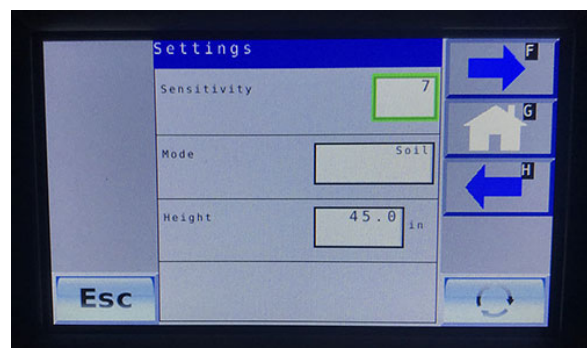 Settings
F
Sensitivity 7
G
Mode Soil
H
Height 45.0 in
Esc